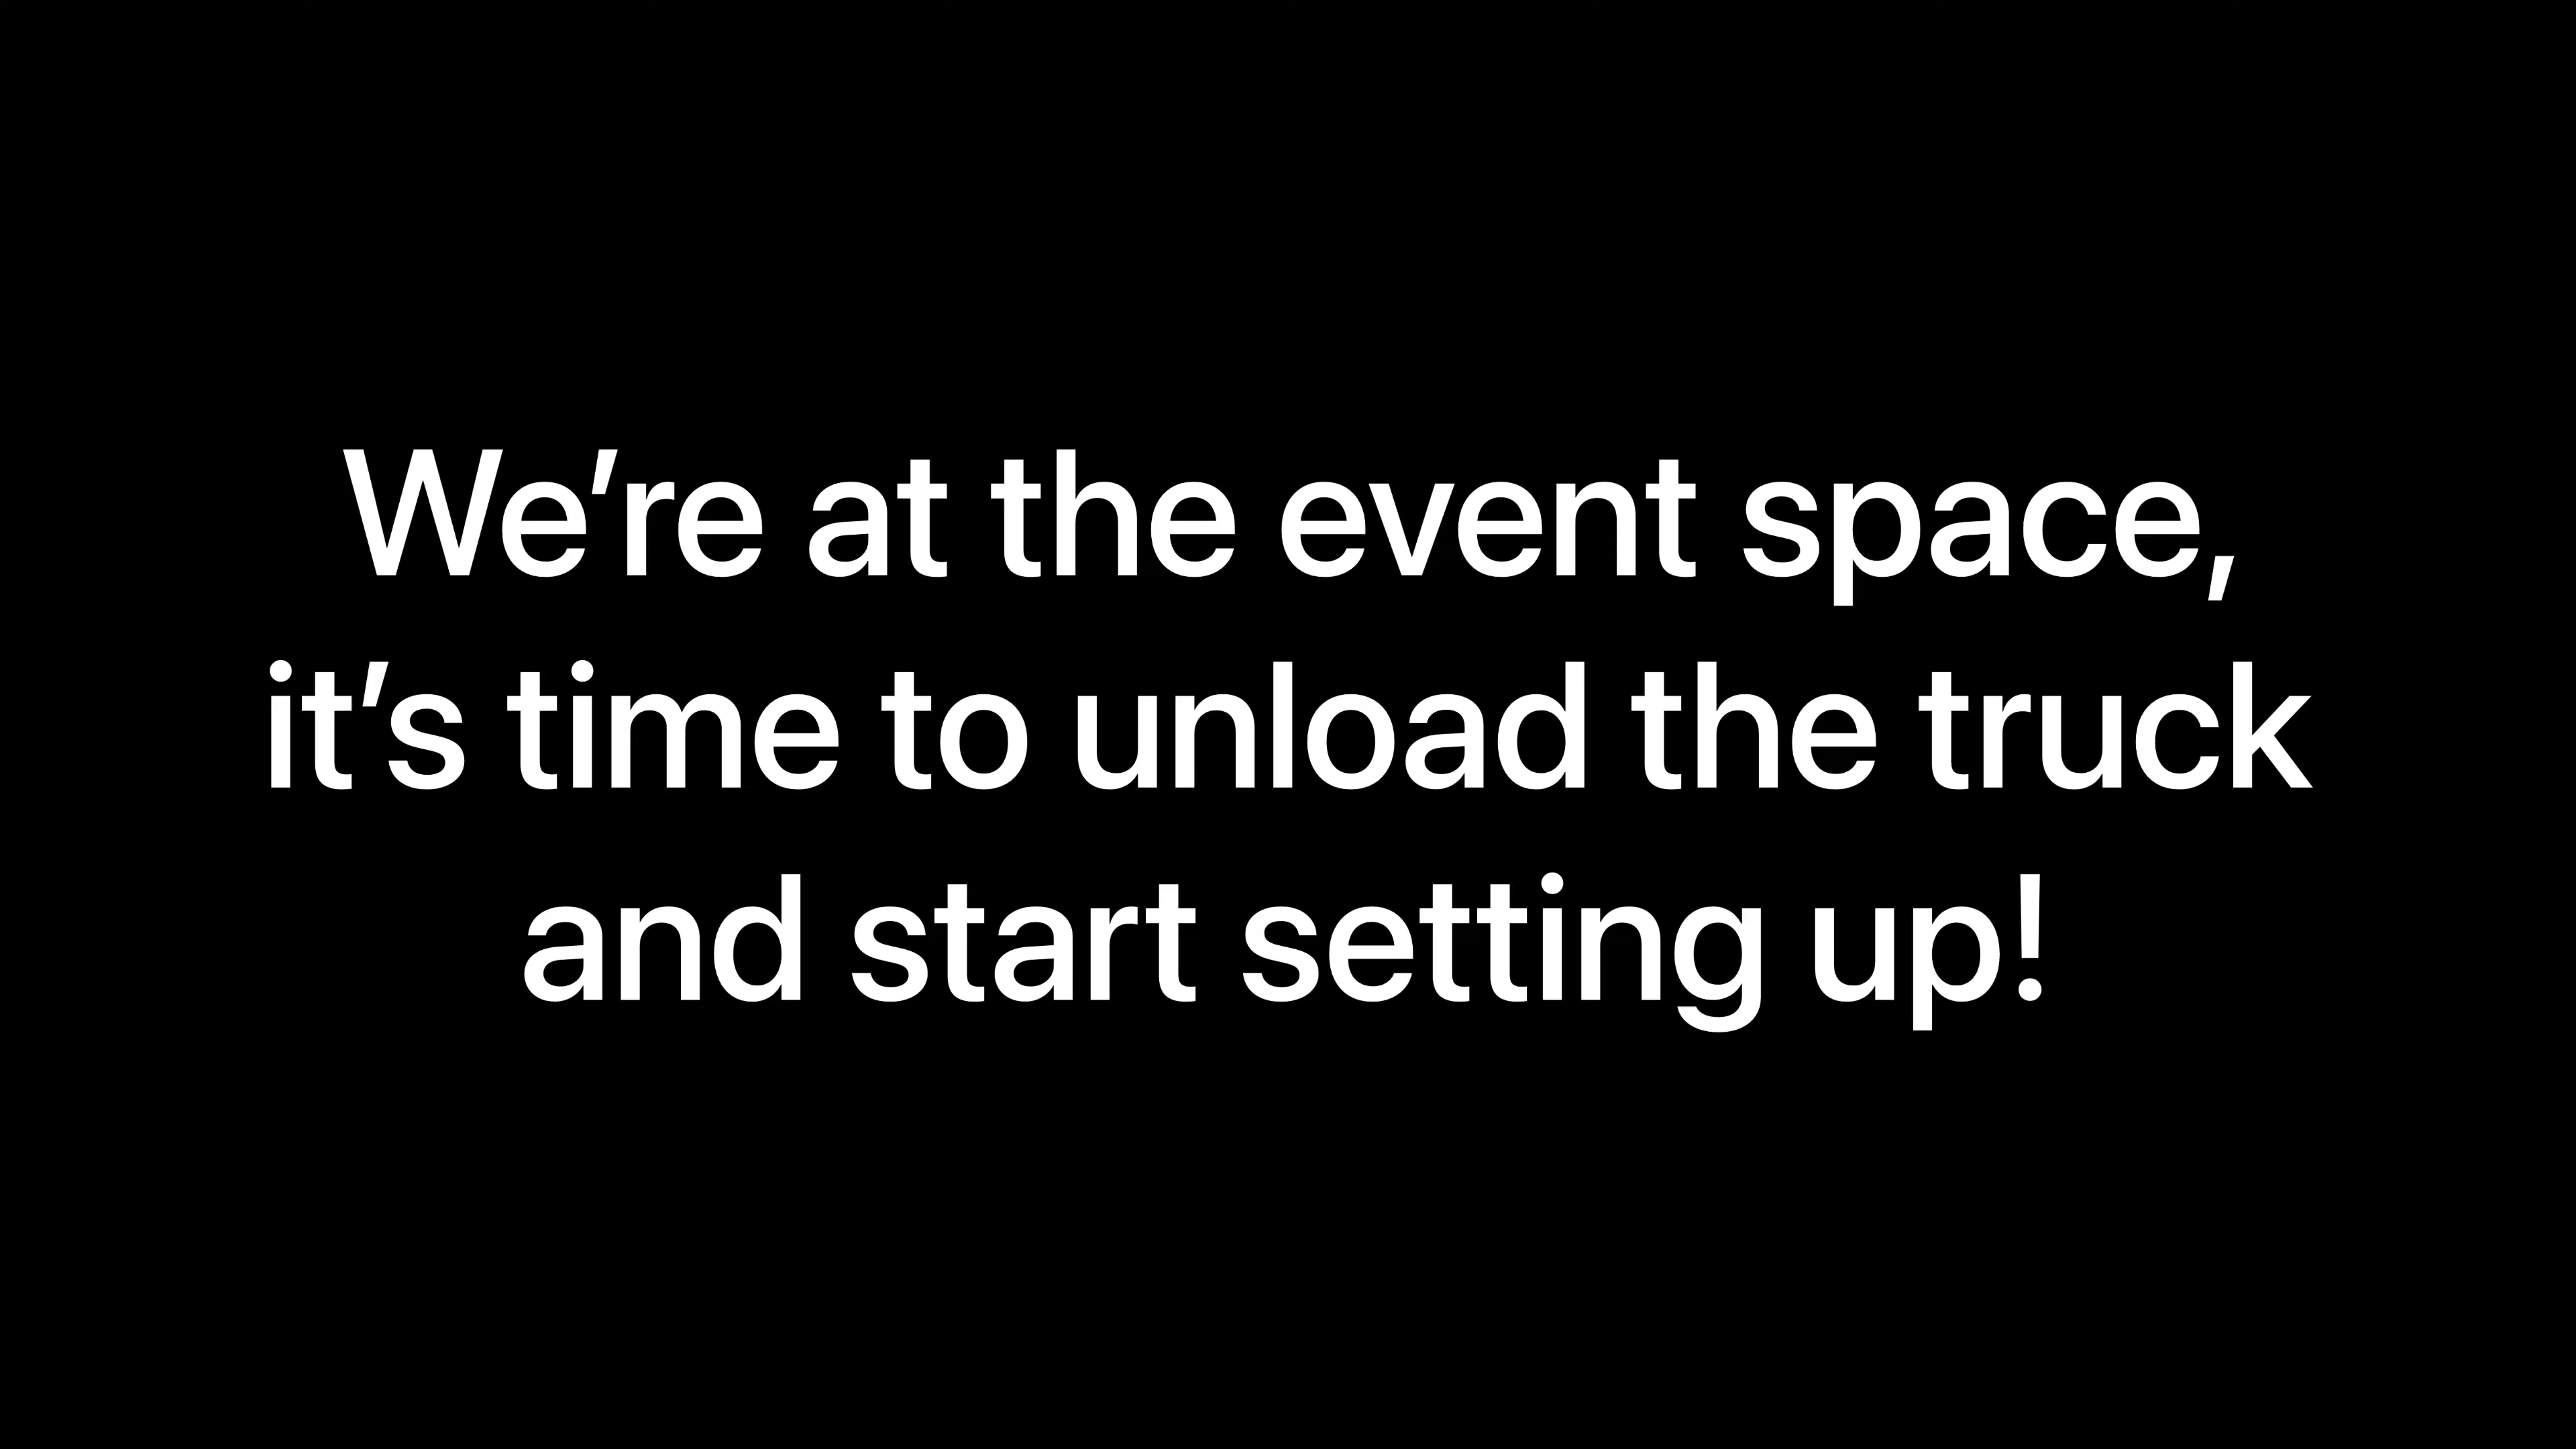 We’re at the event space,
it’s time to unload the truck
and start setting up!